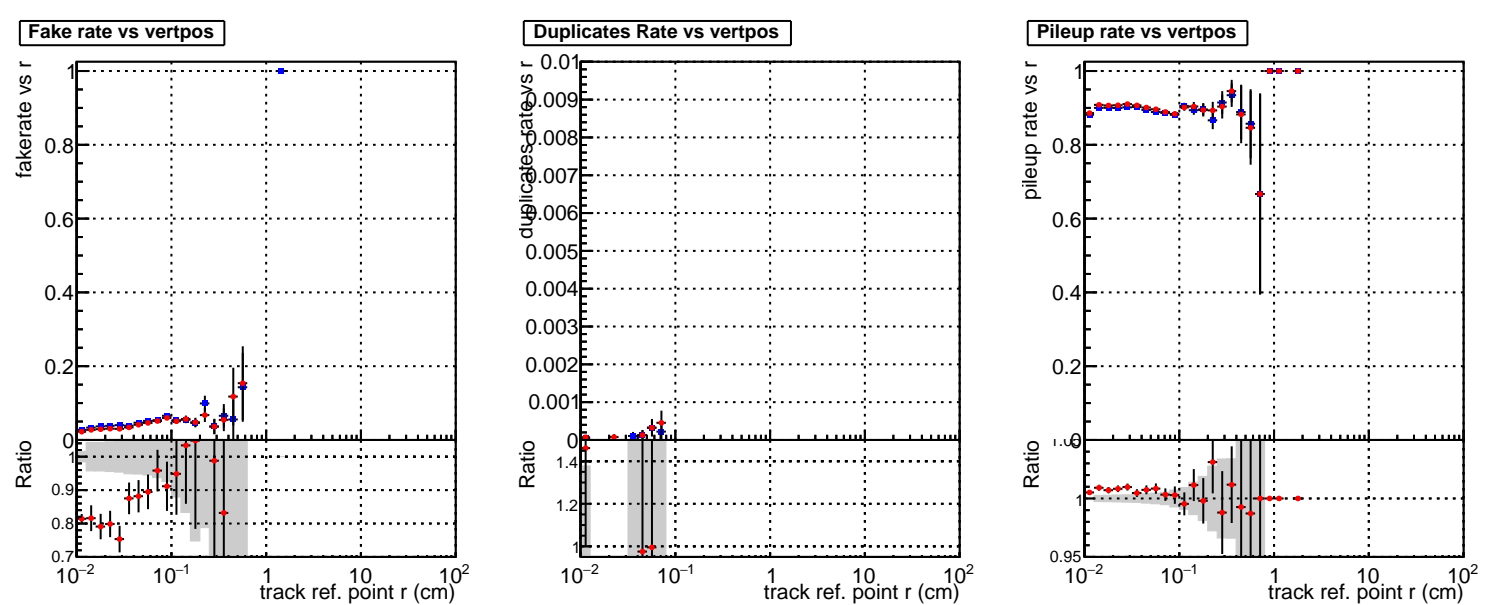 Fake rate vs vertpos
fakerate vs r
1
0.8
0.6
0.4
0.2
0
Ratio
1
0.9
0.8
0.7
10⁻² 10⁻¹ 1 10 10²
track ref. point r (cm)
Duplicates Rate vs vertpos
duplicates rate vs r
0.01
0.009
0.008
0.007
0.006
0.005
0.004
0.003
0.002
0.001
0
Ratio
1.4
1.2
1
10⁻² 10⁻¹ 1 10 10²
track ref. point r (cm)
Pileup rate vs vertpos
pileup rate vs r
1
0.8
0.6
0.4
0.2
0
Ratio
1
0.95
10⁻² 10⁻¹ 1 10 10²
track ref. point r (cm)